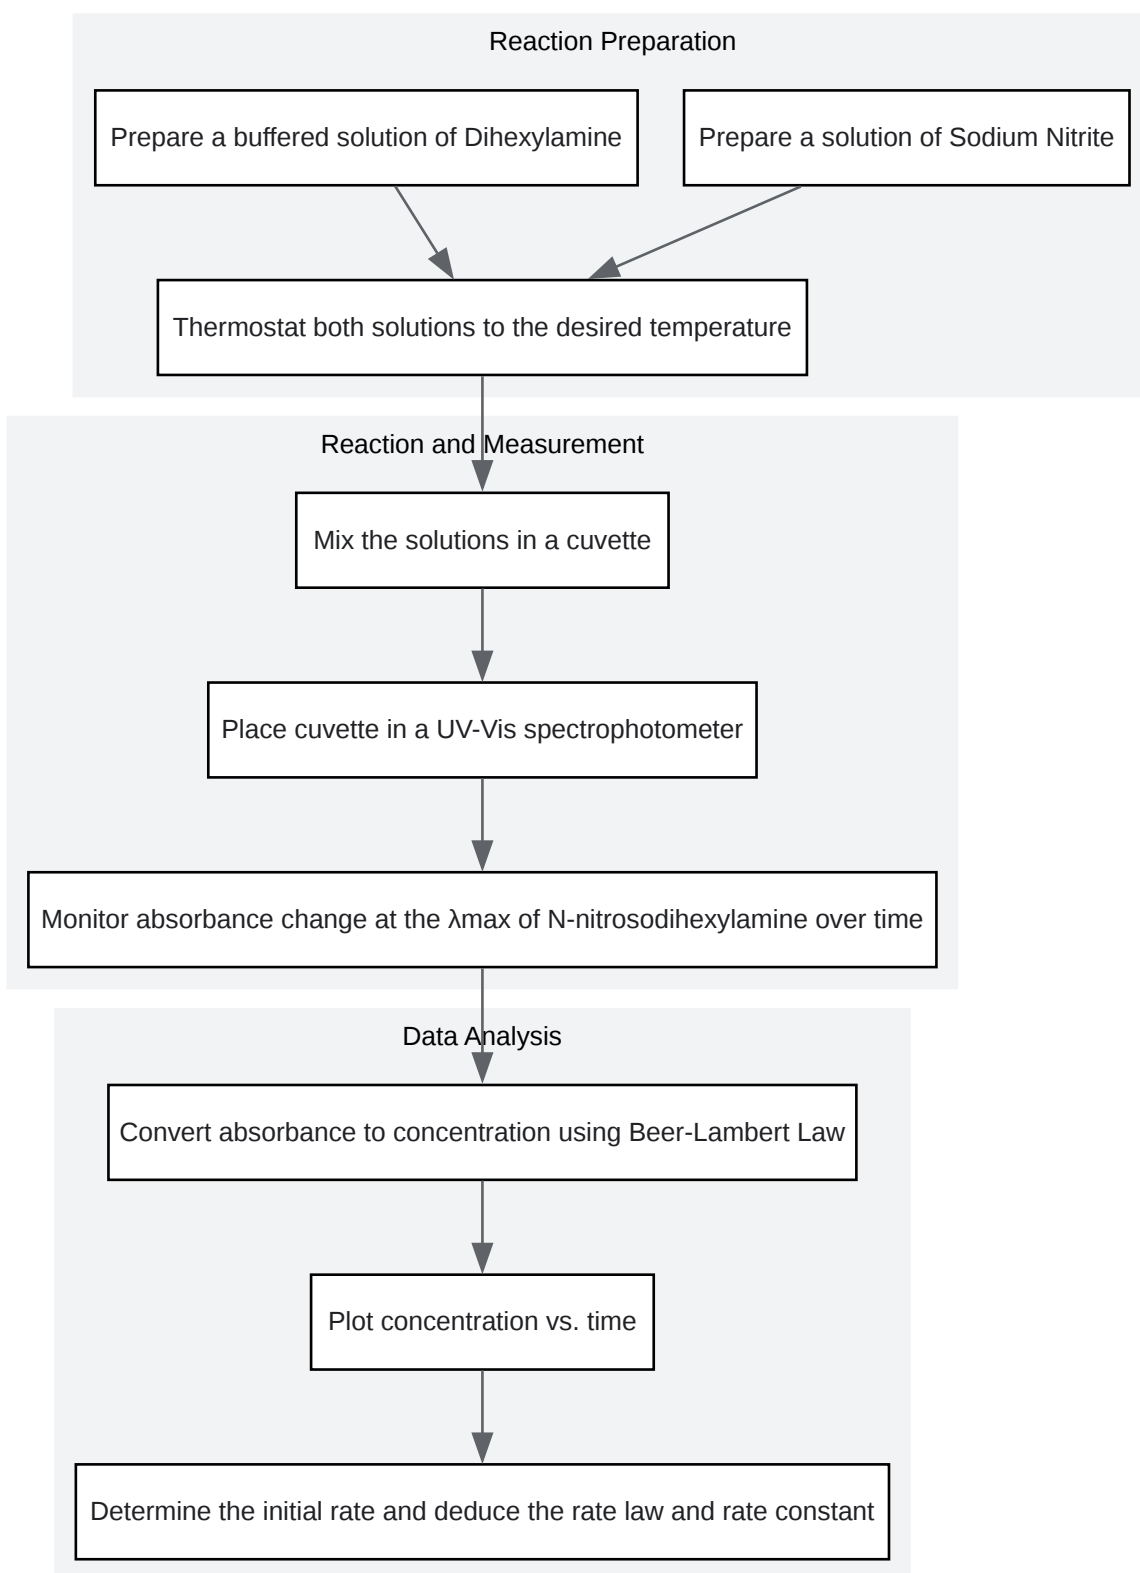 Reaction Preparation
Prepare a buffered solution of Dihexylamine
Prepare a solution of Sodium Nitrite
Thermostat both solutions to the desired temperature
Reaction and Measurement
Mix the solutions in a cuvette
Place cuvette in a UV-Vis spectrophotometer
Monitor absorbance change at the λmax of N-nitrosodihexylamine over time
Data Analysis
Convert absorbance to concentration using Beer-Lambert Law
Plot concentration vs. time
Determine the initial rate and deduce the rate law and rate constant